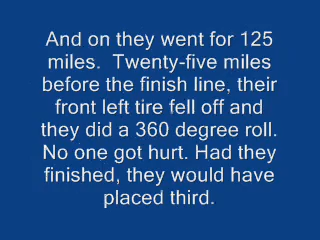 And on they went for 125
miles.  Twenty-five miles
before the finish line, their
front left tire fell off and
they did a 360 degree roll.
No one got hurt. Had they
finished, they would have
placed third.